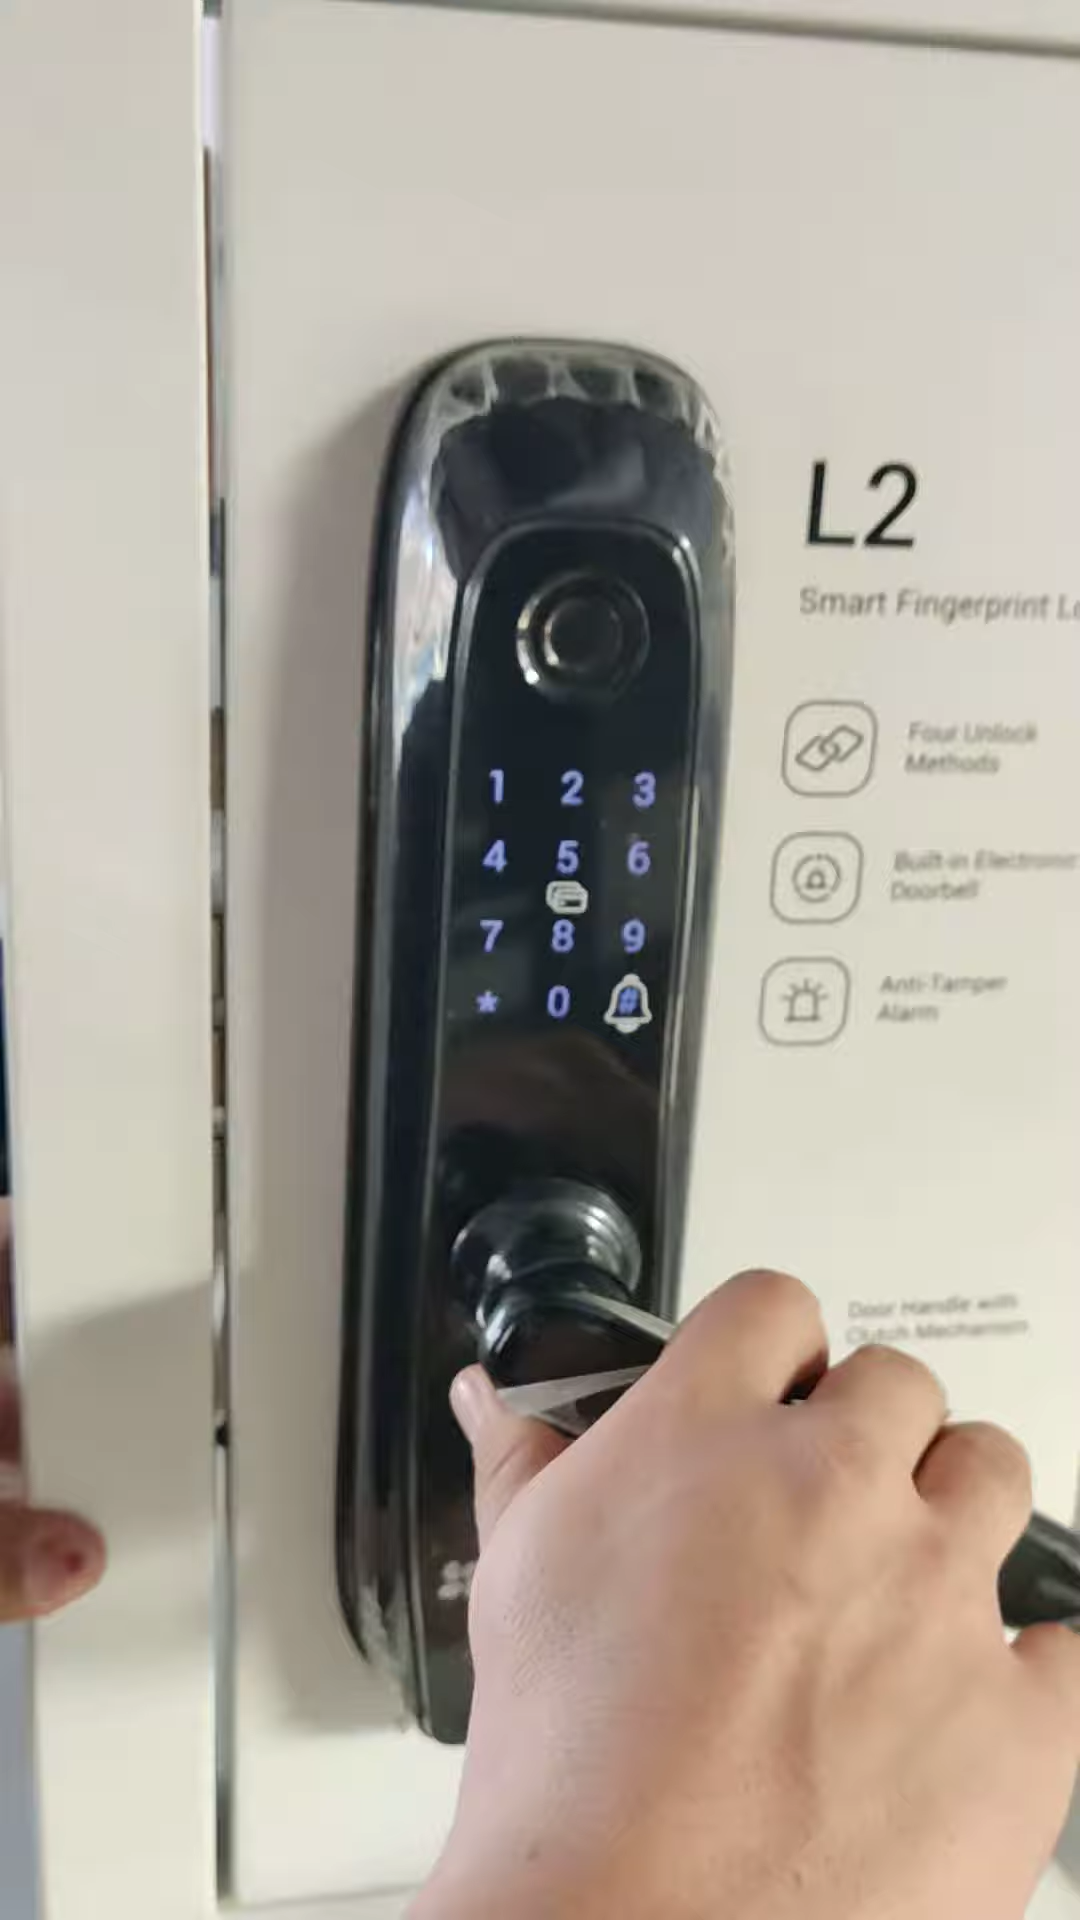 L2
Smart Fingerprint
Four Unlock
Methods
Built-in Electronic
Doorbell
Anti-Tamper
Alarm
Door Handle with
Clutch Mechanism
1 2 3
4 5 6
7 8 9
* 0 #